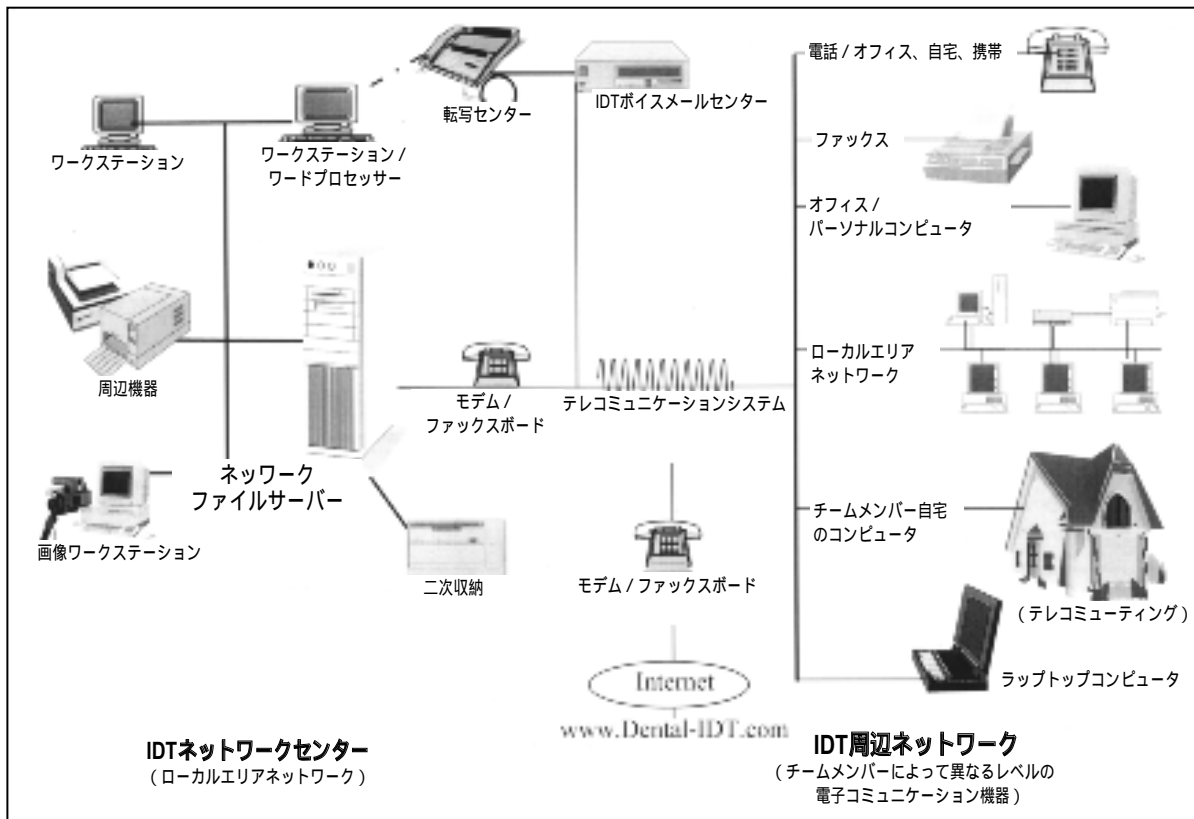 電話 / オフィス、自宅、携帯
転写センター
IDTボイスメールセンター
ワークステーション
ワークステーション /
ワードプロセッサー
ファックス
オフィス /
パーソナルコンピュータ
周辺機器
モデム /
ファックスボード
テレコミュニケーションシステム
ローカルエリア
ネットワーク
ネッワーク
ファイルサーバー
画像ワークステーション
二次収納
モデム / ファックスボード
チームメンバー自宅
のコンピュータ
( テレコミューティング )
ラップトップコンピュータ
Internet
www.Dental-IDT.com
IDTネットワークセンター
( ローカルエリアネットワーク )
IDT周辺ネットワーク
( チームメンバーによって異なるレベルの
電子コミュニケーション機器 )